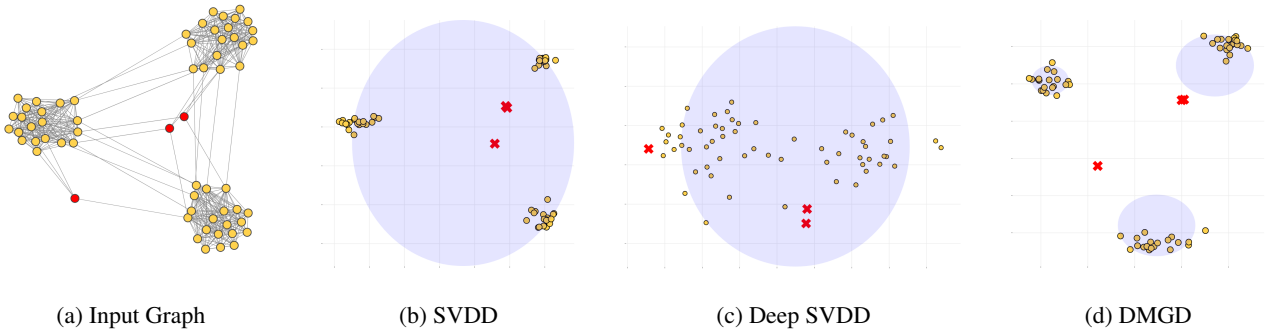 (a) Input Graph
(b) SVDD
(c) Deep SVDD
(d) DMGD